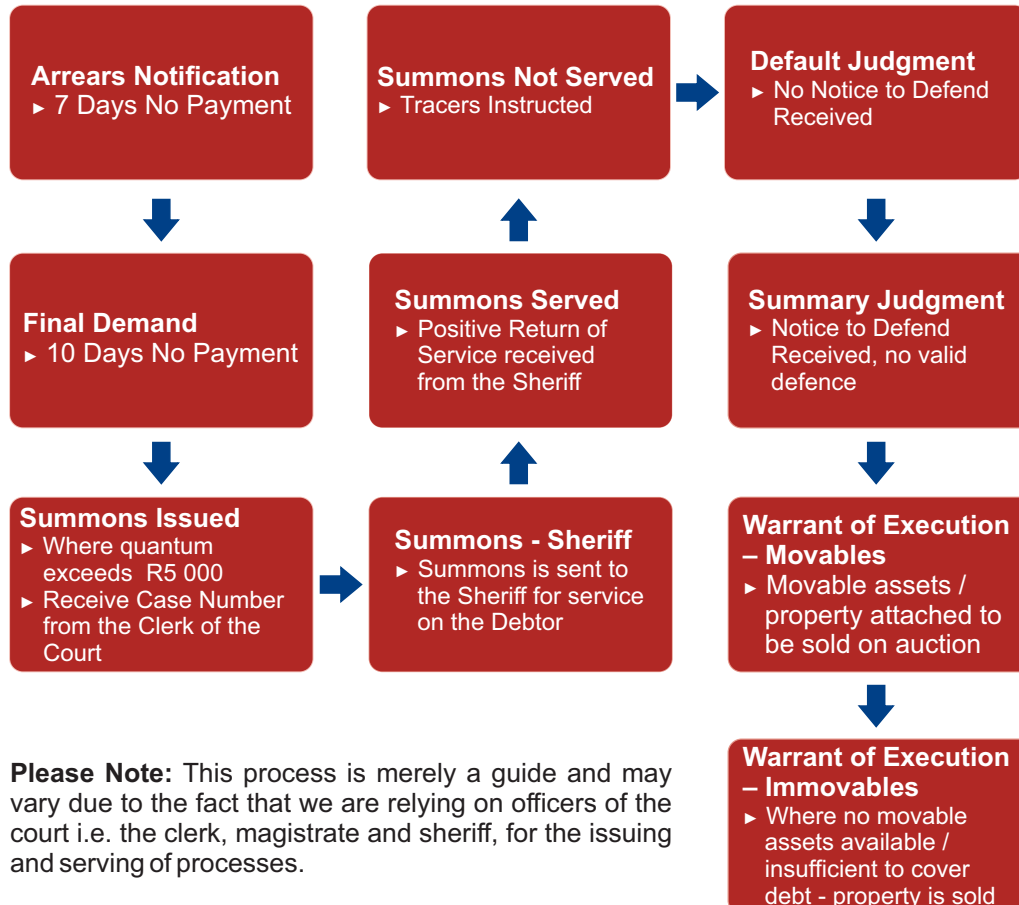 Arrears Notification
► 7 Days No Payment
Final Demand
► 10 Days No Payment
Summons Issued
► Where quantum
exceeds R5 000
► Receive Case Number
from the Clerk of the
Court
Summons - Sheriff
► Summons is sent to
the Sheriff for service
on the Debtor
Summons Served
► Positive Return of
Service received
from the Sheriff
Summons Not Served
► Tracers Instructed
Default Judgment
► No Notice to Defend
Received
Summary Judgment
► Notice to Defend
Received, no valid
defence
Warrant of Execution
– Movables
► Movable assets /
property attached to
be sold on auction
Warrant of Execution
– Immovables
► Where no movable
assets available /
insufficient to cover
debt - property is sold
Please Note: This process is merely a guide and may
vary due to the fact that we are relying on officers of the
court i.e. the clerk, magistrate and sheriff, for the issuing
and serving of processes.